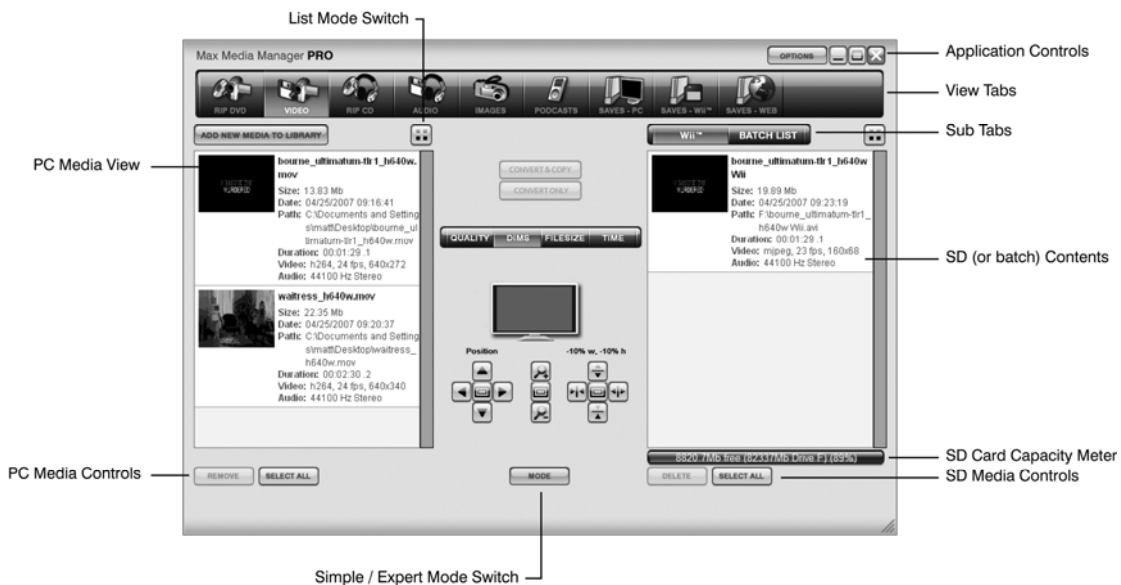 List Mode Switch
Max Media Manager PRO
OPTIONS
Application Controls
RIP DVD
VIDEO
RIP CD
AUDIO
IMAGES
PODCASTS
SAVES - PC
SAVES - Wii™
SAVES - WEB
View Tabs
ADD NEW MEDIA TO LIBRARY
Wii™
BATCH LIST
Sub Tabs
PC Media View
bourne_ultimatum-tlr1_h640w.
mov
Size: 13.83 Mb
Date: 04/25/2007 09:16:41
Path: C:\Documents and Setting
s\matt\Desktop\bourne_ul
timatum-tlr1_h640w.mov
Duration: 00:01:29 .1
Video: h264, 24 fps, 640x272
Audio: 44100 Hz Stereo
waitress_h640w.mov
Size: 22.35 Mb
Date: 04/25/2007 09:20:37
Path: C:\Documents and Setting
s\matt\Desktop\waitress_
h640w.mov
Duration: 00:02:30 .2
Video: h264, 24 fps, 640x340
Audio: 44100 Hz Stereo
CONVERT & COPY
CONVERT ONLY
QUALITY
DIMS
FILESIZE
TIME
Position
-10% w, -10% h
bourne_ultimatum-tlr1_h640w
Wii
Size: 19.89 Mb
Date: 04/25/2007 09:23:19
Path: F:\bourne_ultimatum-tlr1_
h640w Wii.avi
Duration: 00:01:29 .1
Video: mjpeg, 23 fps, 160x68
Audio: 44100 Hz Stereo
SD (or batch) Contents
8820.7Mb free (82337Mb Drive F) (89%)
SD Card Capacity Meter
PC Media Controls
REMOVE
SELECT ALL
MODE
DELETE
SELECT ALL
SD Media Controls
Simple / Expert Mode Switch